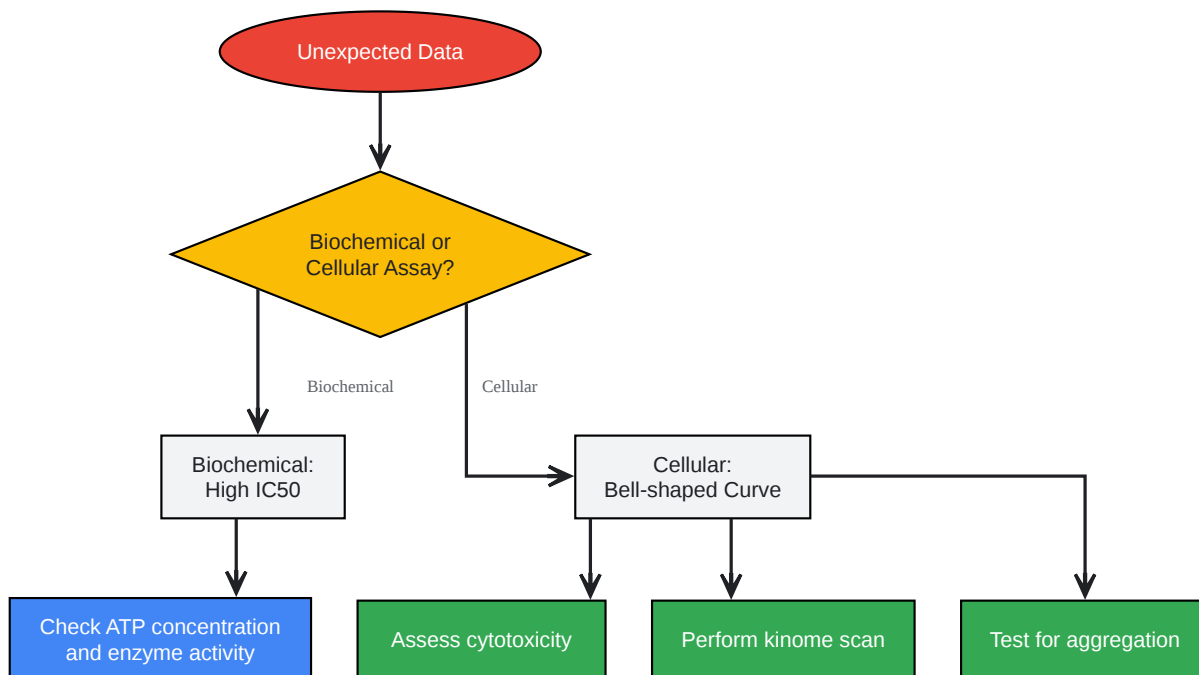 Unexpected Data
Biochemical or
Cellular Assay?
Biochemical
Cellular
Biochemical:
High IC50
Cellular:
Bell-shaped Curve
Check ATP concentration
and enzyme activity
Assess cytotoxicity
Perform kinome scan
Test for aggregation